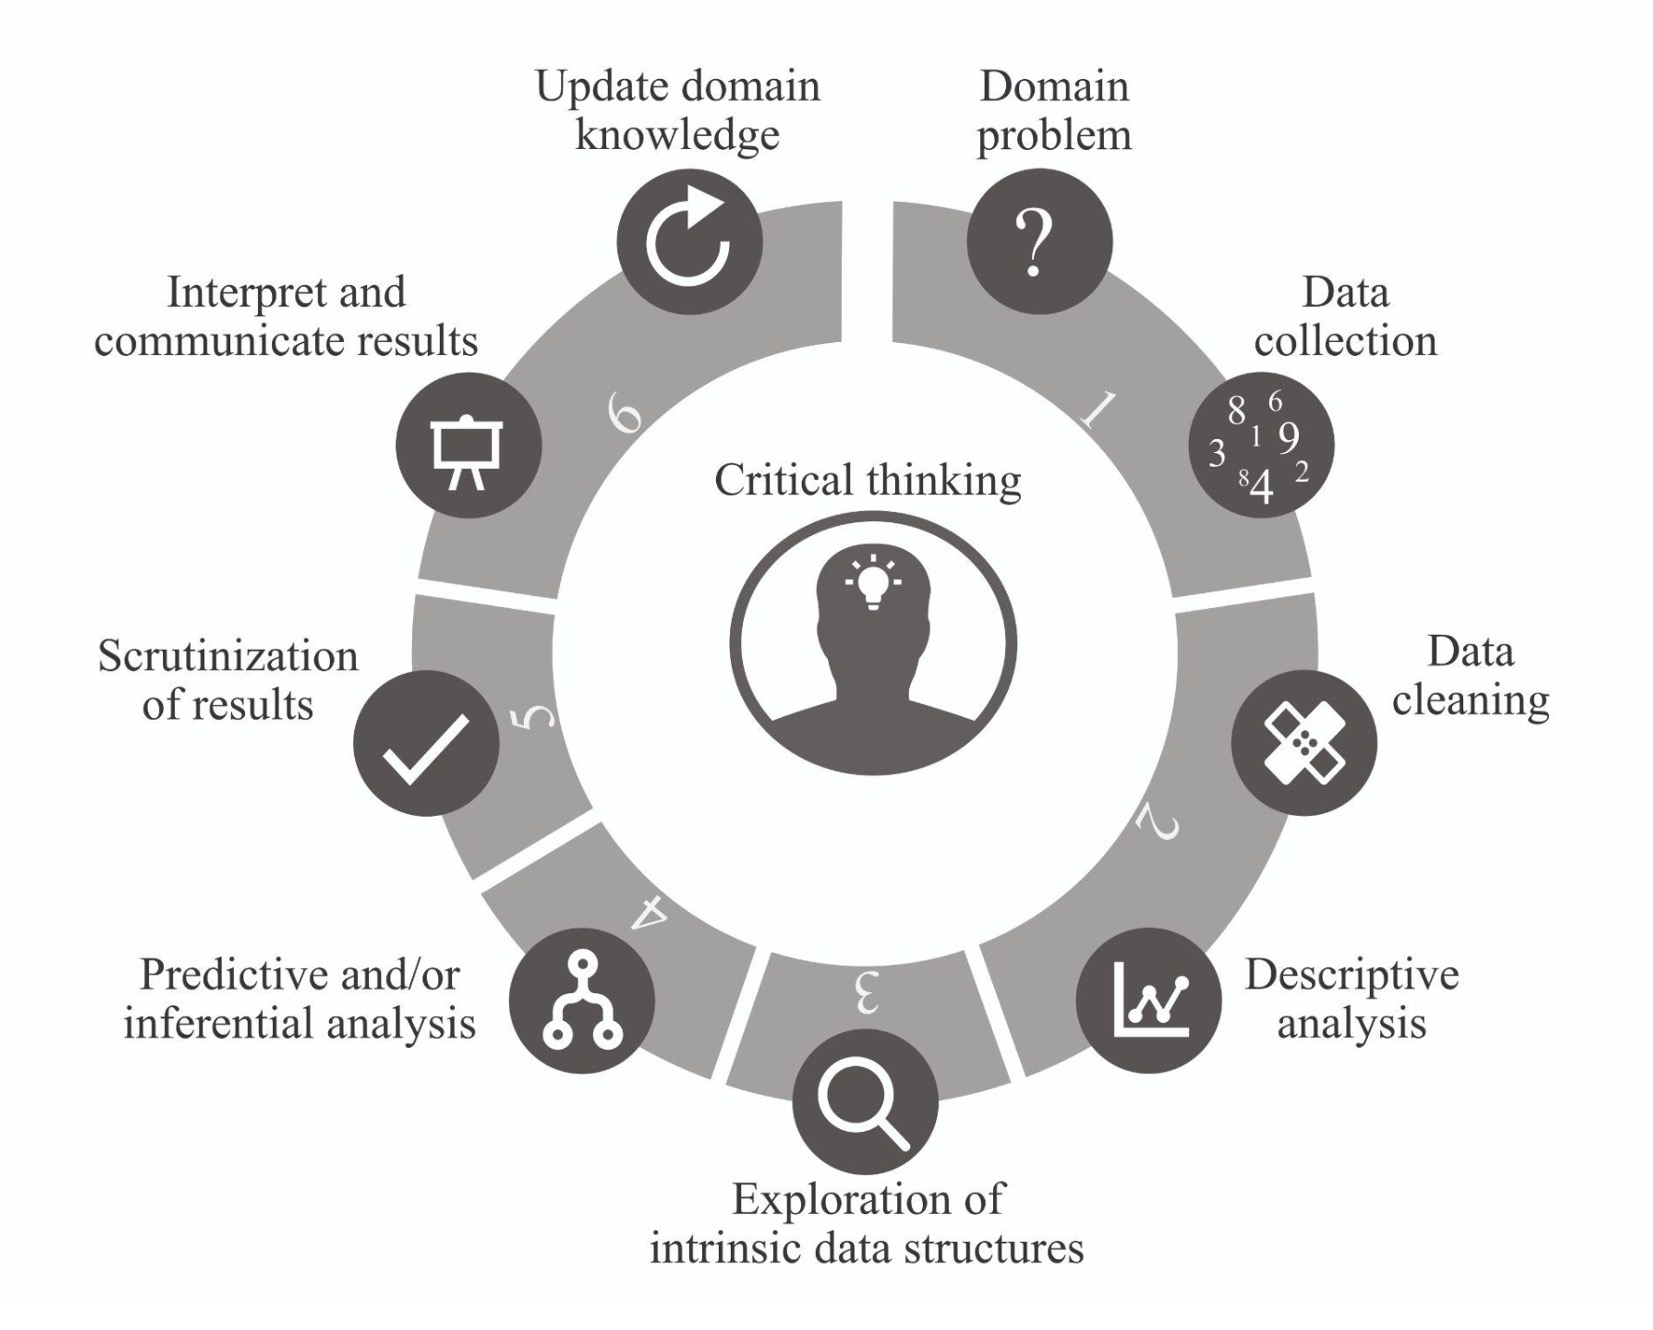 Update domain
knowledge
Domain
problem
?
Interpret and
communicate results
Data
collection
8 6
3 1 9
8 4 2
6
1
Critical thinking
Scrutinization
of results
Data
cleaning
5
2
4
3
Predictive and/or
inferential analysis
Descriptive
analysis
Exploration of
intrinsic data structures